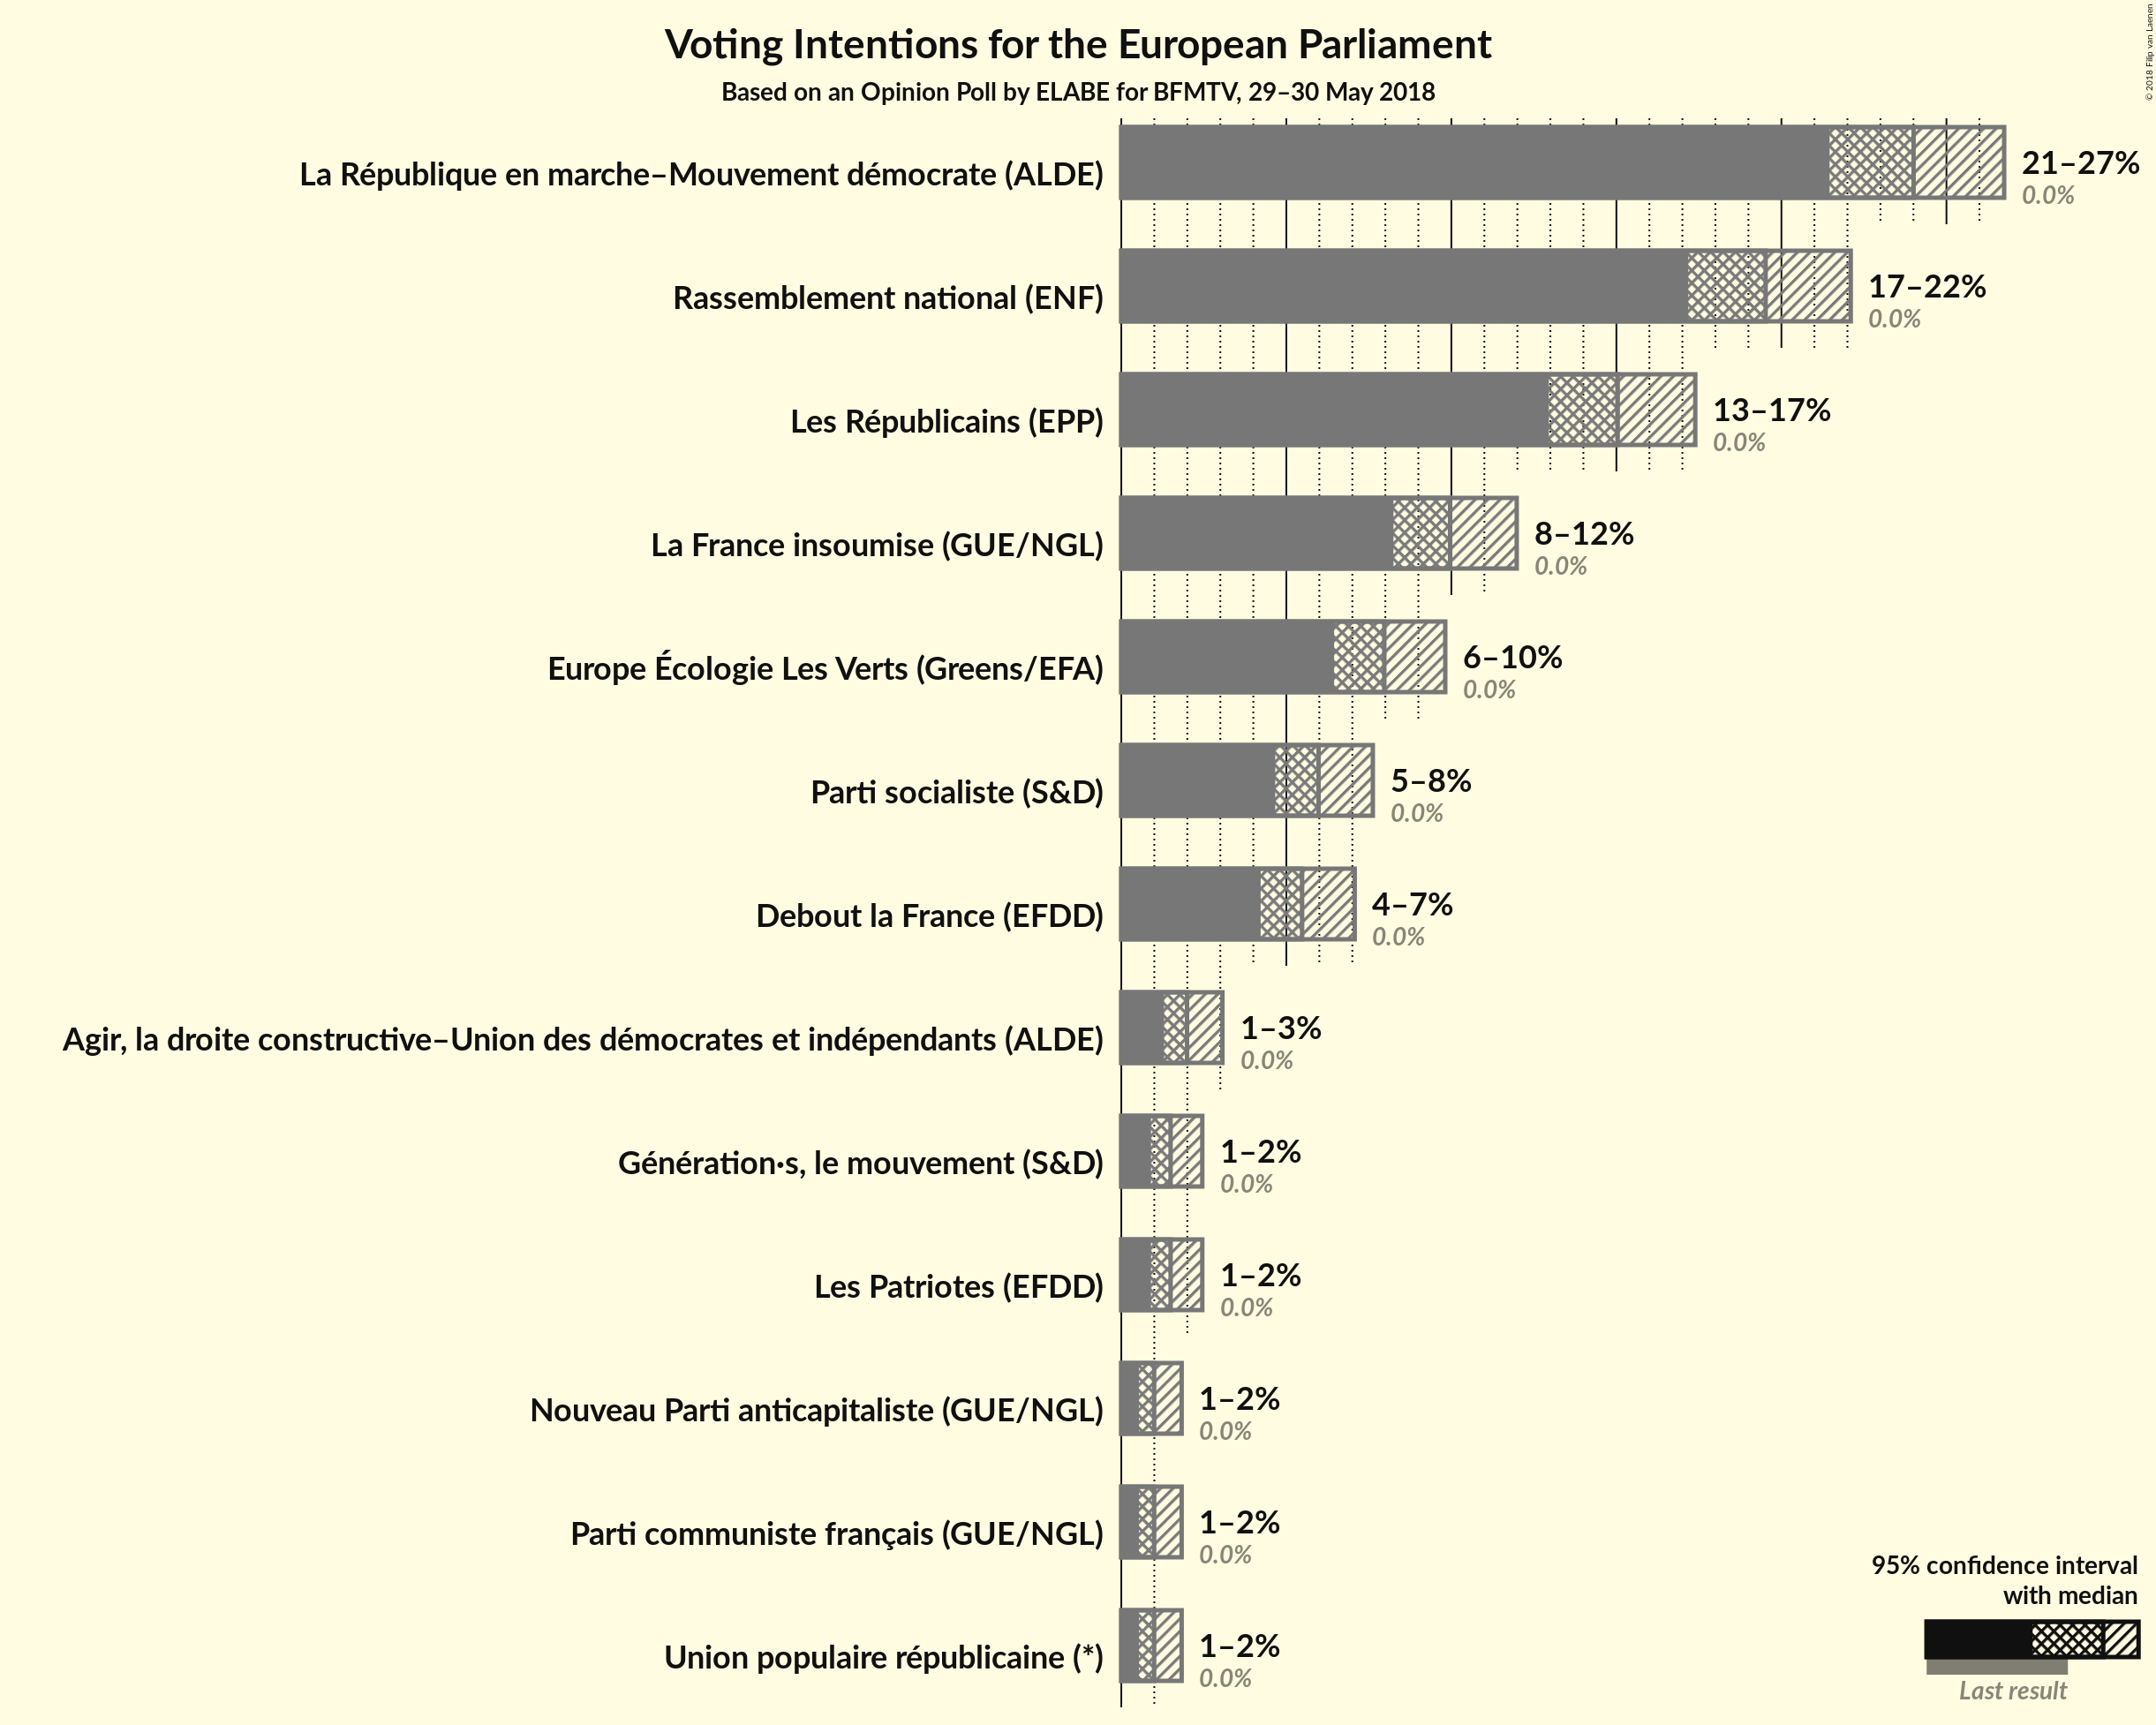 Voting Intentions for the European Parliament
Based on an Opinion Poll by ELABE for BFMTV, 29–30 May 2018
© 2018 Filip van Laenen
La République en marche–Mouvement démocrate (ALDE)
21–27%
0.0%
Rassemblement national (ENF)
17–22%
0.0%
Les Républicains (EPP)
13–17%
0.0%
La France insoumise (GUE/NGL)
8–12%
0.0%
Europe Écologie Les Verts (Greens/EFA)
6–10%
0.0%
Parti socialiste (S&D)
5–8%
0.0%
Debout la France (EFDD)
4–7%
0.0%
Agir, la droite constructive–Union des démocrates et indépendants (ALDE)
1–3%
0.0%
Génération·s, le mouvement (S&D)
1–2%
0.0%
Les Patriotes (EFDD)
1–2%
0.0%
Nouveau Parti anticapitaliste (GUE/NGL)
1–2%
0.0%
Parti communiste français (GUE/NGL)
1–2%
0.0%
Union populaire républicaine (*)
1–2%
0.0%
95% confidence interval
with median
Last result